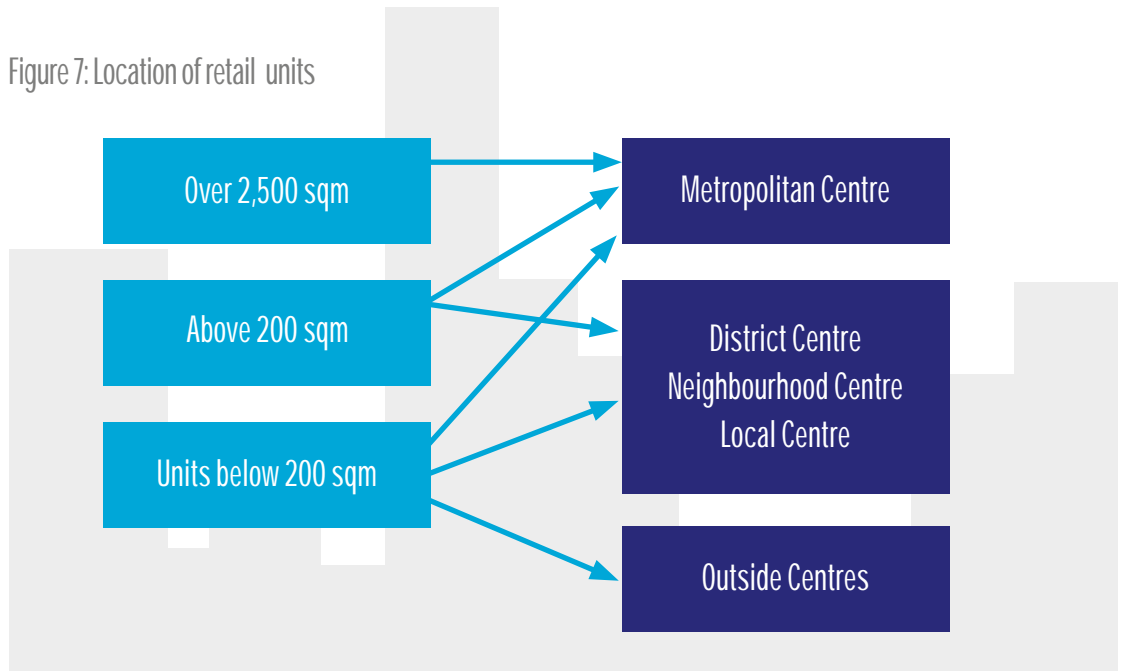 Figure 7: Location of retail units
Over 2,500 sqm
Metropolitan Centre
Above 200 sqm
District Centre
Neighbourhood Centre
Local Centre
Units below 200 sqm
Outside Centres